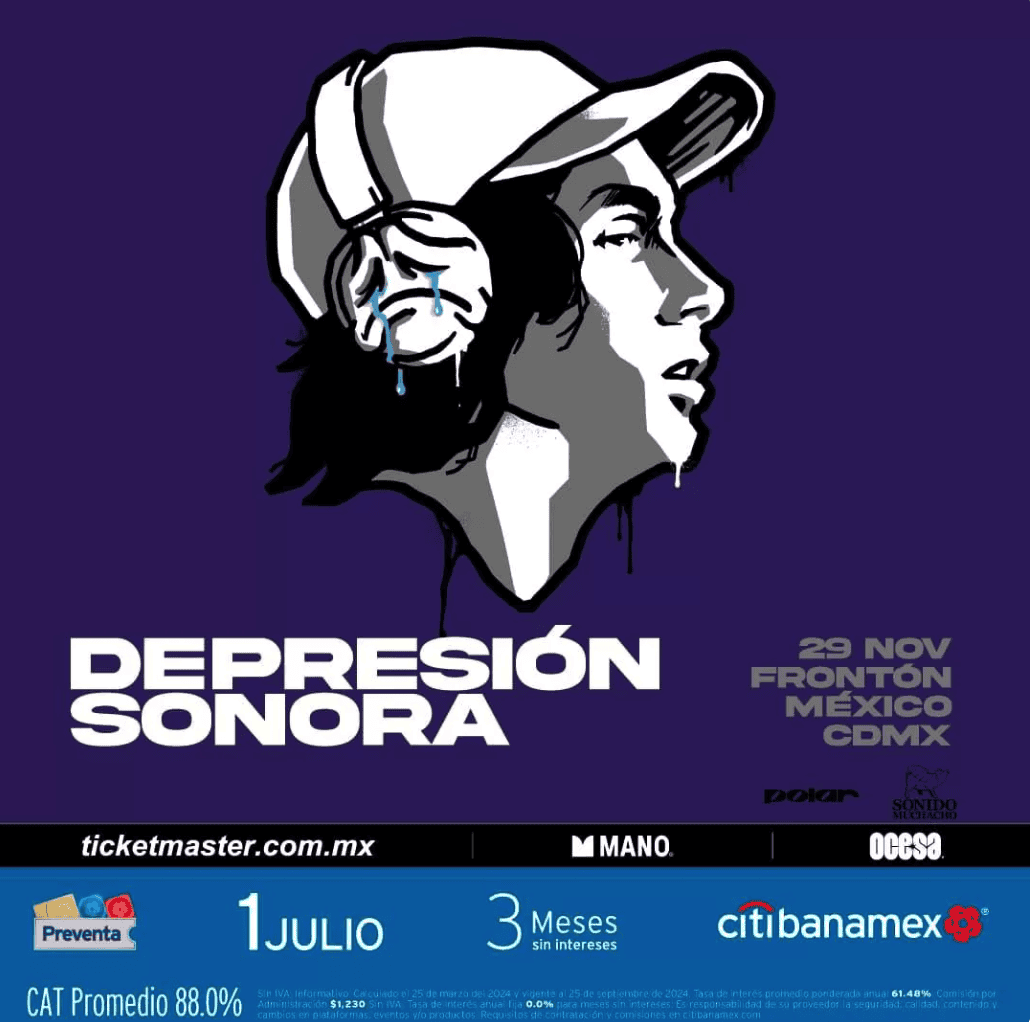 DEPRESIÓN
SONORA
29 NOV
FRONTÓN
MÉXICO
CDMX
polar
SONIDO
MUCHACHO
ticketmaster.com.mx
MANO.
ocesa
Preventa
1 JULIO
3 Meses
sin intereses
citibanamex
CAT Promedio 88.0%
Sin IVA. Informativo. Calculado el 25 de marzo del 2024 y vigente al 25 de septiembre de 2024. Tasa de interés promedio ponderada anual 61.48%. Comisión por
Administración $1,230 Sin IVA. Tasa de interés anual fija 0.0% para meses sin intereses. Es responsabilidad de su proveedor la seguridad, calidad, contenido y
cambios en plataformas, eventos y/o productos. Requisitos de contratación y comisiones en citibanamex.com